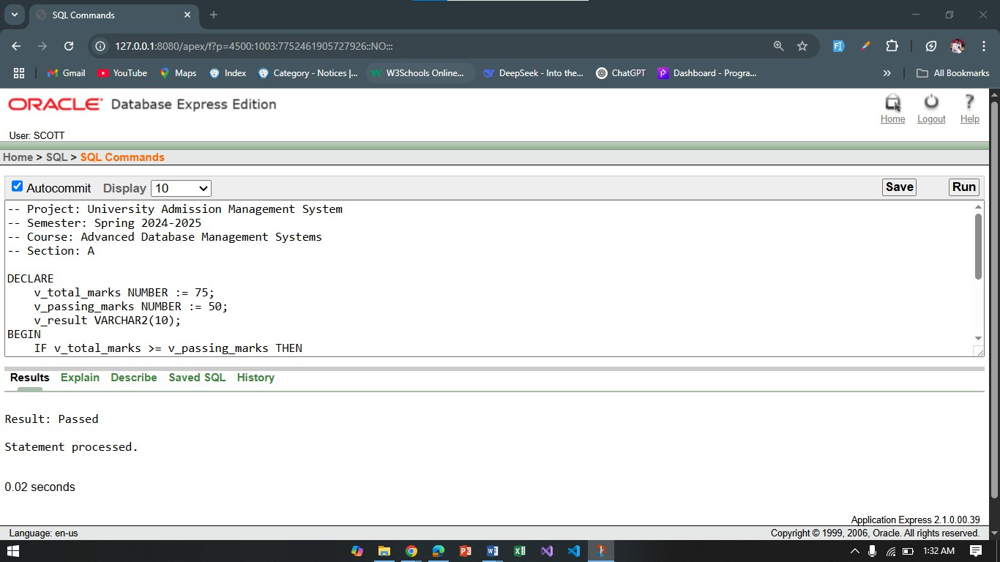 SQL Commands
127.0.0.1:8080/apex/f?p=4500:1003:7752461905727926::NO:::
Gmail
YouTube
Maps
Index
Category - Notices |...
W3Schools Online...
DeepSeek - Into the...
ChatGPT
Dashboard - Progra...
All Bookmarks
ORACLE Database Express Edition
Home Logout Help
User: SCOTT
Home > SQL > SQL Commands
Autocommit Display 10 Save Run
-- Project: University Admission Management System
-- Semester: Spring 2024-2025
-- Course: Advanced Database Management Systems
-- Section: A
DECLARE
v_total_marks NUMBER := 75;
v_passing_marks NUMBER := 50;
v_result VARCHAR2(10);
BEGIN
IF v_total_marks >= v_passing_marks THEN
Results Explain Describe Saved SQL History
Result: Passed
Statement processed.
0.02 seconds
Application Express 2.1.0.00.39
Language: en-us Copyright © 1999, 2006, Oracle. All rights reserved.
1:32 AM